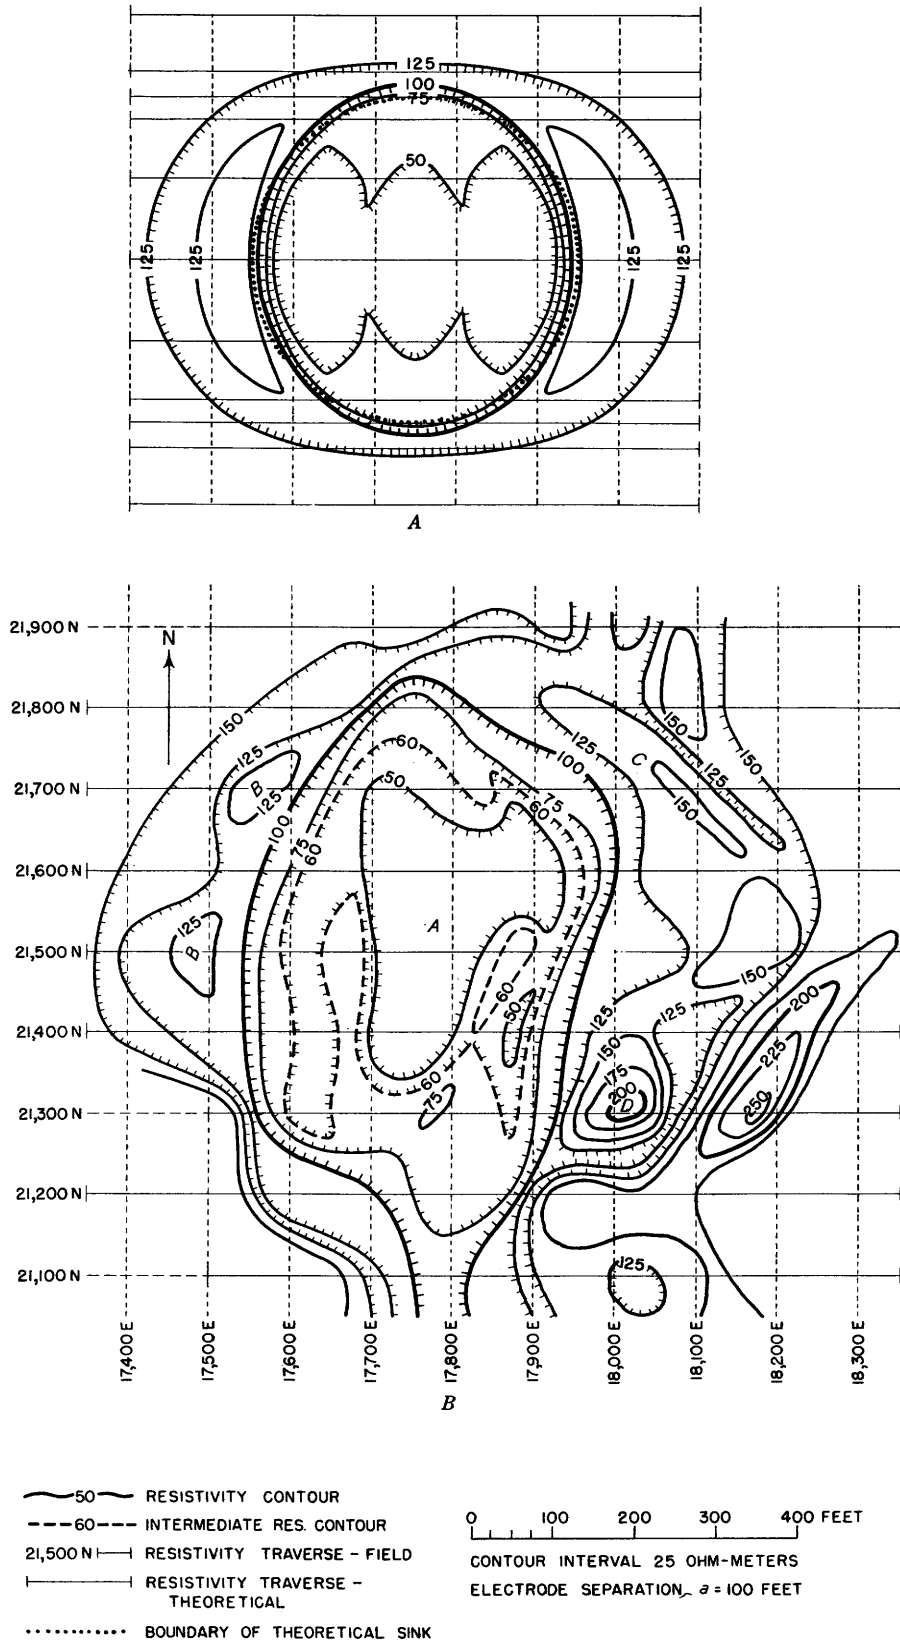 125
100
75
50
125
125
125
125
A
21,900 N
N
21,800 N
150
150
150
125
60
125
C
100
125
21,700 N
B
125
50
75
60
150
100
75
60
21,600 N
125
A
21,500 N
B
150
60
200
50
125
125
21,400 N
150
225
60
175
200
75
D
250
21,300 N
21,200 N
125
21,100 N
17,400 E
17,500 E
17,600 E
17,700 E
17,800 E
17,900 E
18,000 E
18,100 E
18,200 E
18,300 E
B
50 RESISTIVITY CONTOUR
60 INTERMEDIATE RES. CONTOUR
21,500 N RESISTIVITY TRAVERSE - FIELD
RESISTIVITY TRAVERSE -
THEORETICAL
BOUNDARY OF THEORETICAL SINK
0 100 200 300 400 FEET
CONTOUR INTERVAL 25 OHM-METERS
ELECTRODE SEPARATION, a = 100 FEET